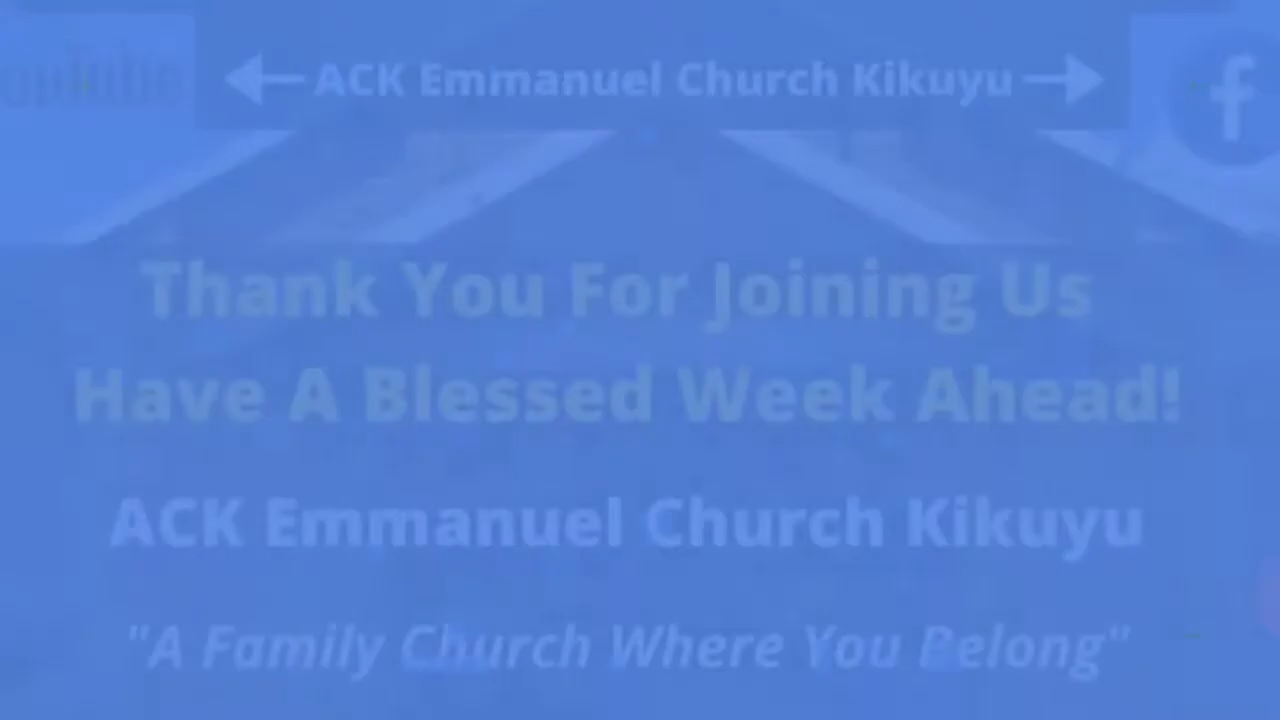 ouTube
ACK Emmanuel Church Kikuyu
f
Thank You For Joining Us
Have A Blessed Week Ahead!
ACK Emmanuel Church Kikuyu
"A Family Church Where You Belong"